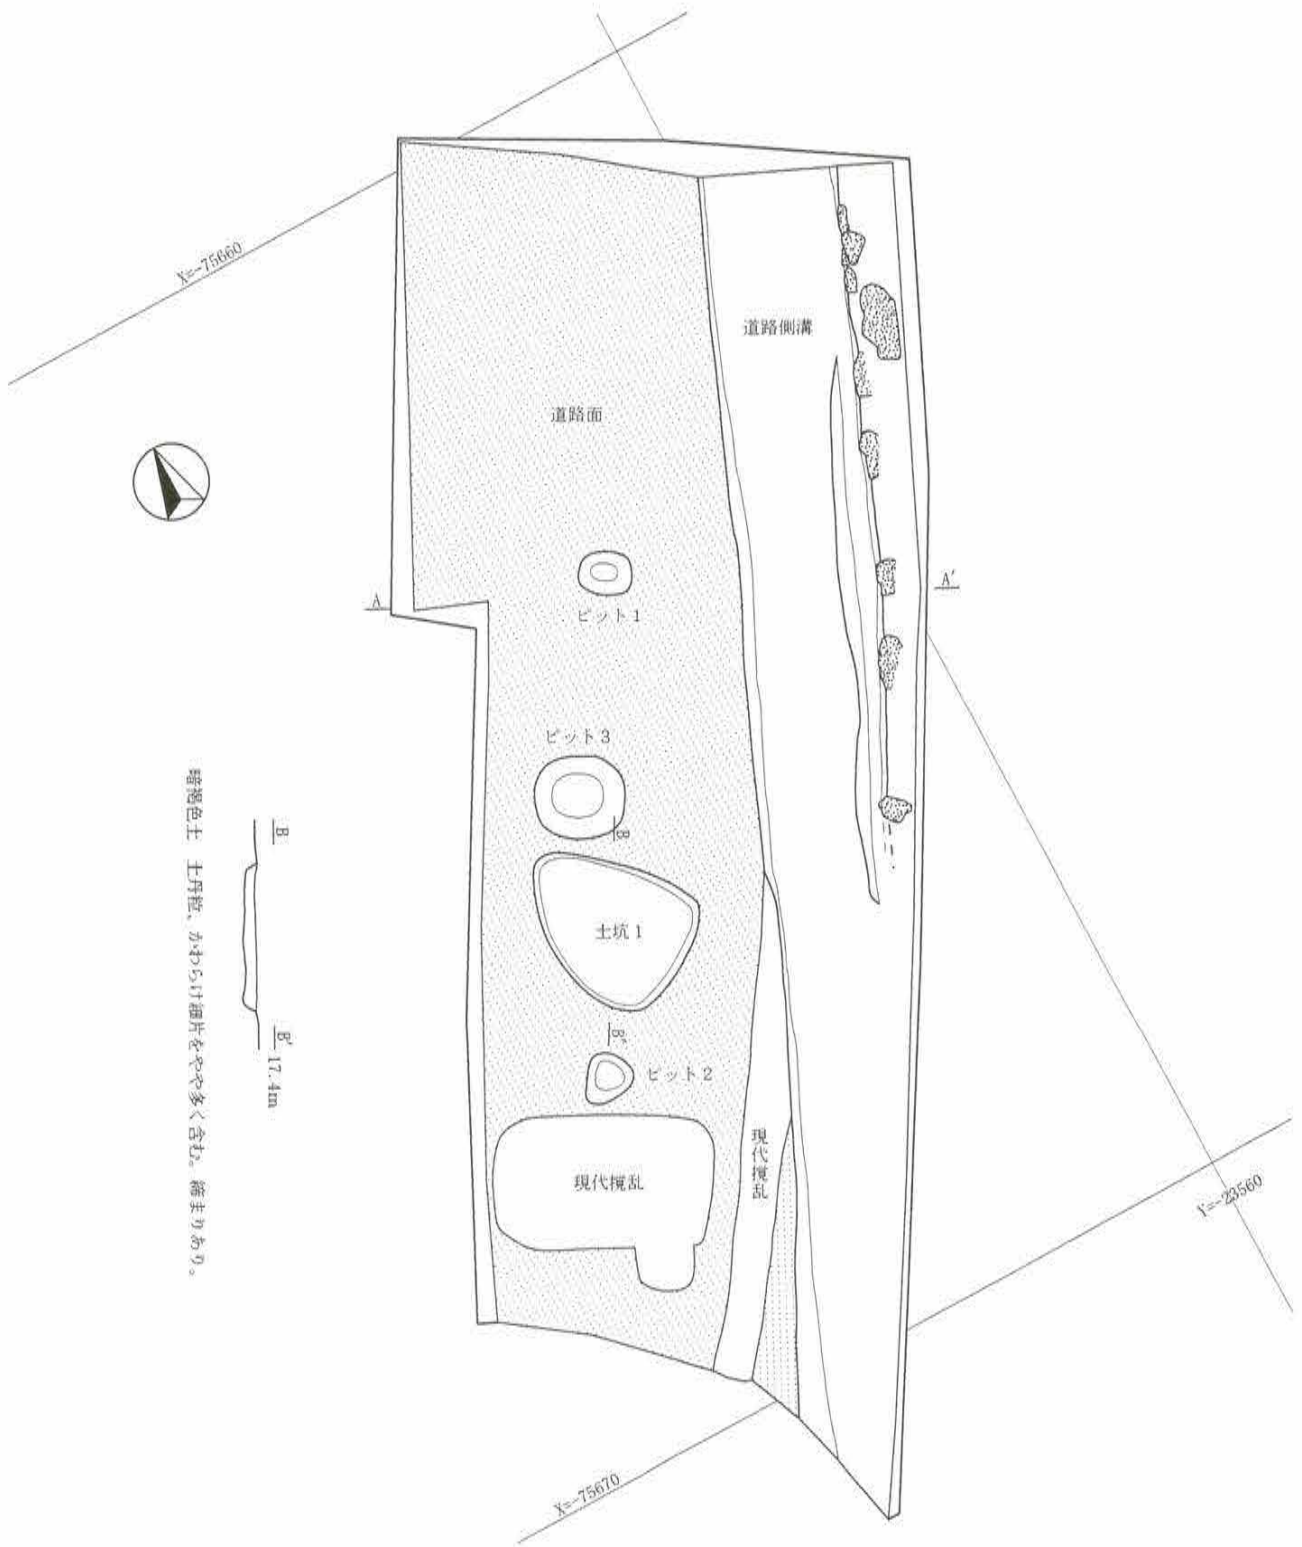 X=-75660
道路側溝
道路面
A
A′
ピット1
ピット3
B
土坑1
B′
ピット2
現代攪乱
現代攪乱
Y=-23560
X=-75670
B
B′
17.4m
暗褐色土 土丹粒、かわらけ細片をやや多く含む。締まりあり。